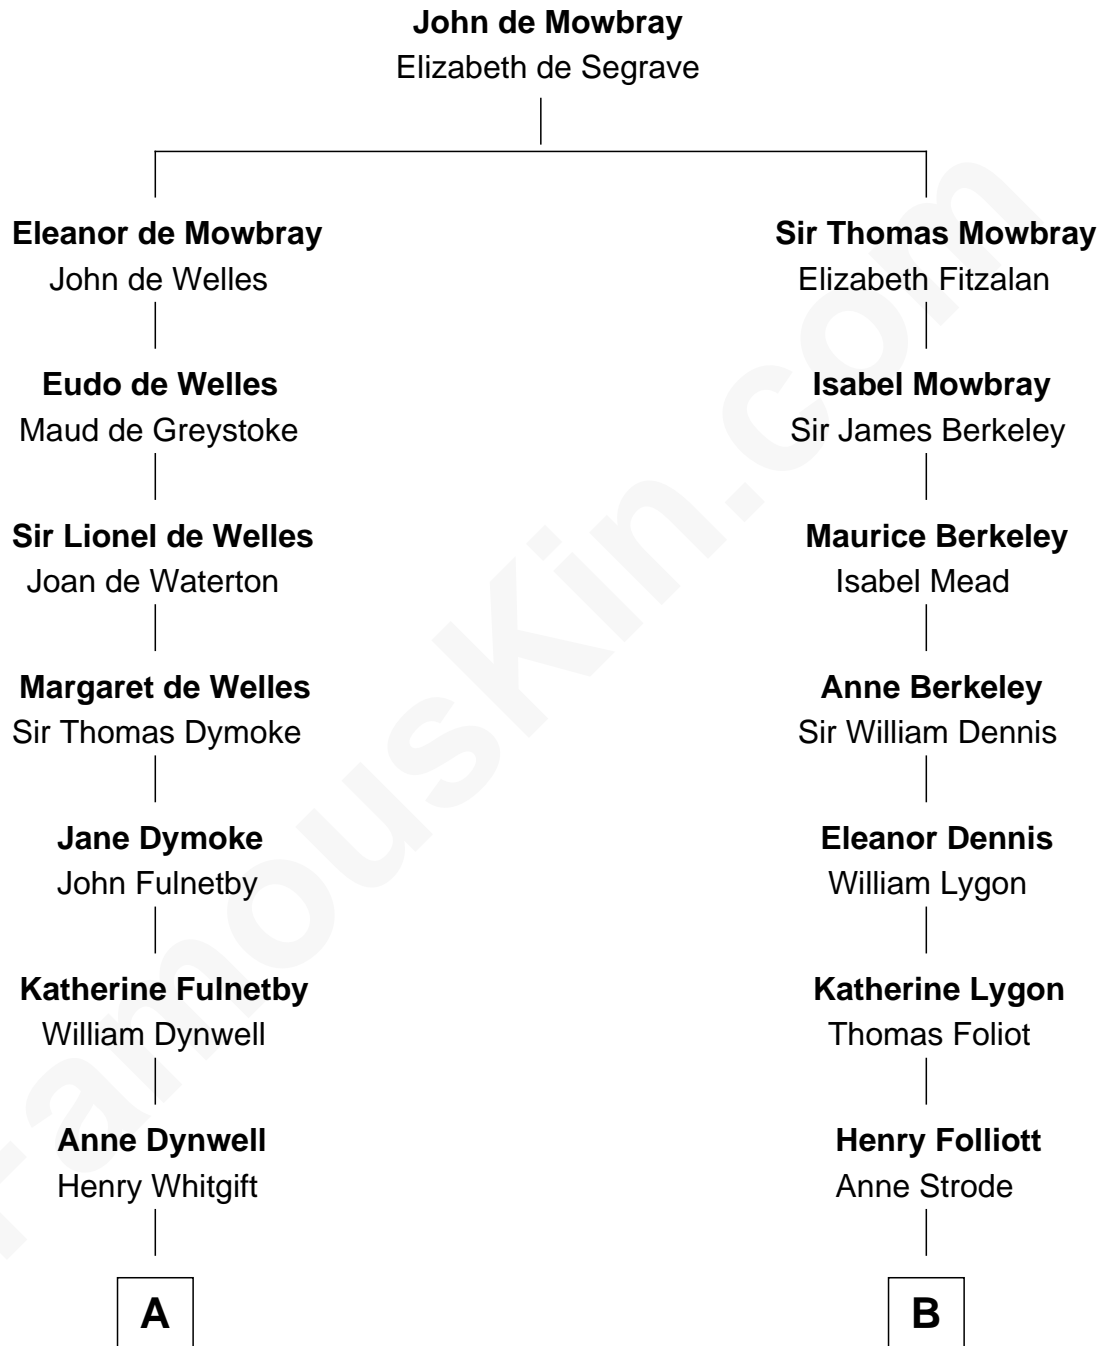 John de Mowbray
Elizabeth de Segrave
Eleanor de Mowbray
John de Welles
Eudo de Welles
Maud de Greystoke
Sir Lionel de Welles
Joan de Waterton
Margaret de Welles
Sir Thomas Dymoke
Jane Dymoke
John Fulnetby
Katherine Fulnetby
William Dynwell
Anne Dynwell
Henry Whitgift
A
Sir Thomas Mowbray
Elizabeth Fitzalan
Isabel Mowbray
Sir James Berkeley
Maurice Berkeley
Isabel Mead
Anne Berkeley
Sir William Dennis
Eleanor Dennis
William Lygon
Katherine Lygon
Thomas Foliot
Henry Folliott
Anne Strode
B
FamousKin.com